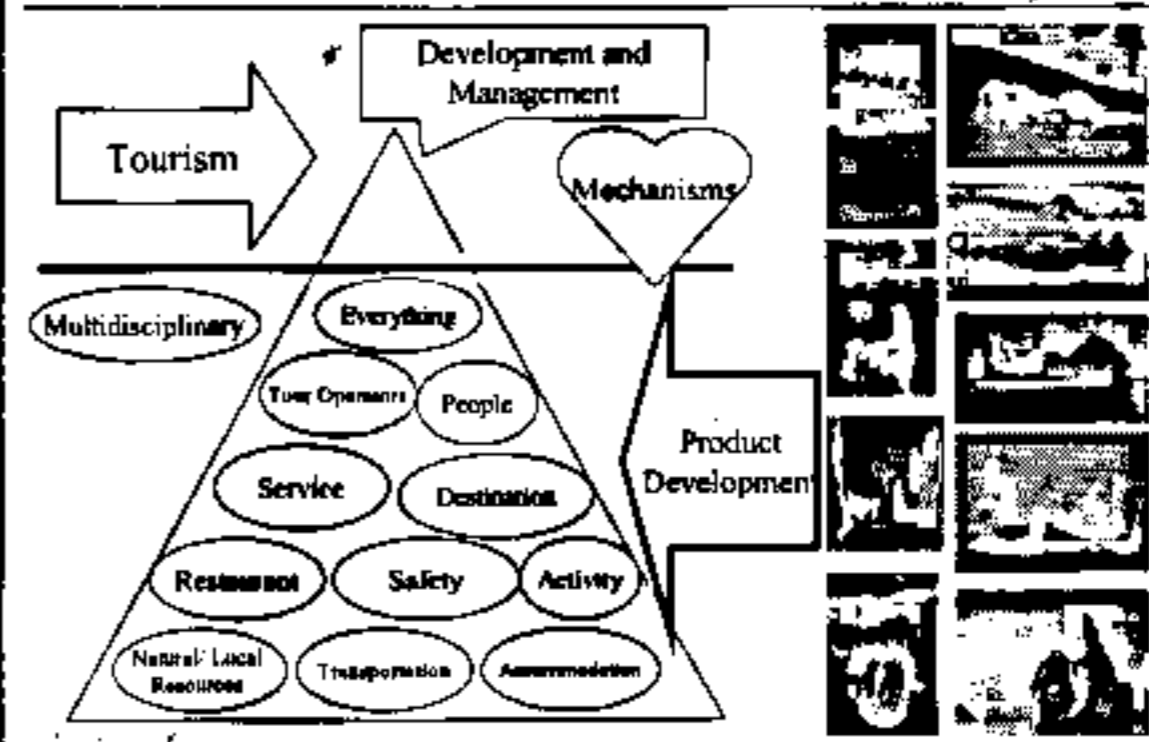 Development and
Management
Tourism
Mechanisms
Multidisciplinary
Everything
Tour Operators
People
Service
Destination
Product
Development
Restaurant
Safety
Activity
Natural/ Local
Resources
Transportation
Accommodation